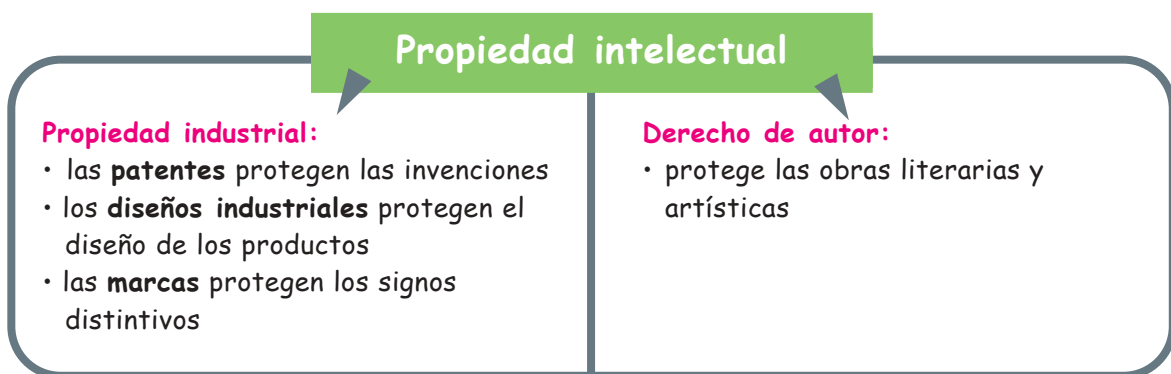 Propiedad intelectual
Propiedad industrial:
• las patentes protegen las invenciones
• los diseños industriales protegen el
diseño de los productos
• las marcas protegen los signos
distintivos
Derecho de autor:
• protege las obras literarias y
artísticas